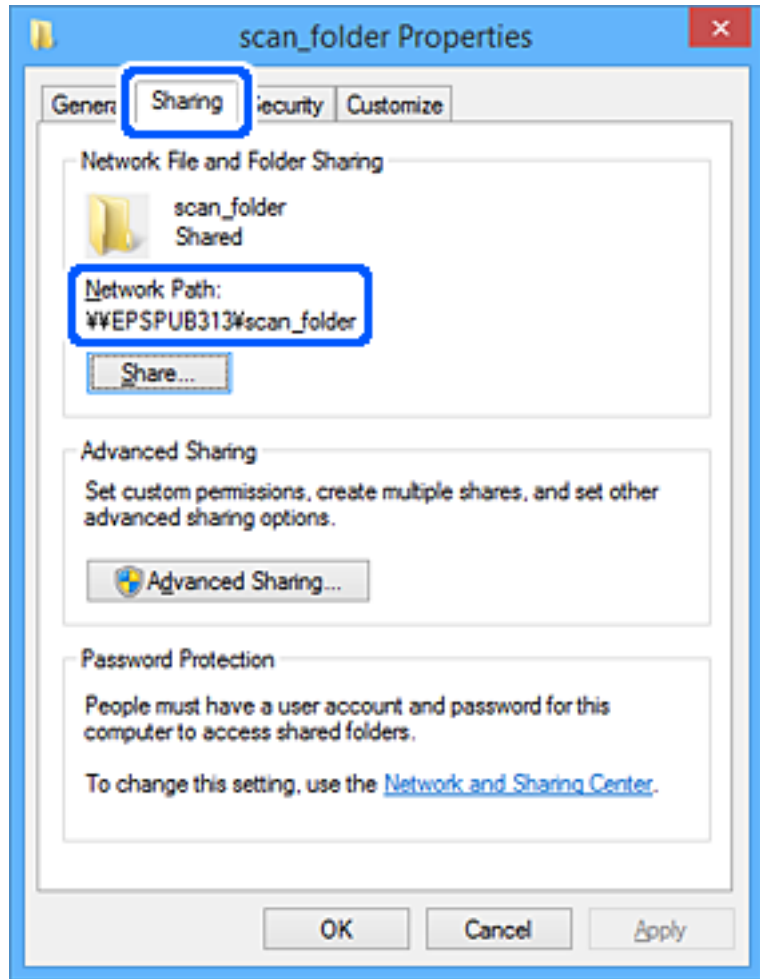 scan_folder Properties
Sharing
Customize
Network File and Folder Sharing
scan_folder
Shared
Network Path:
¥¥EPSPUB313¥scan_folder
Share...
Advanced Sharing
Set custom permissions, create multiple shares, and set other
advanced sharing options.
Advanced Sharing...
Password Protection
People must have a user account and password for this
computer to access shared folders.
To change this setting, use the Network and Sharing Center.
OK Cancel Apply